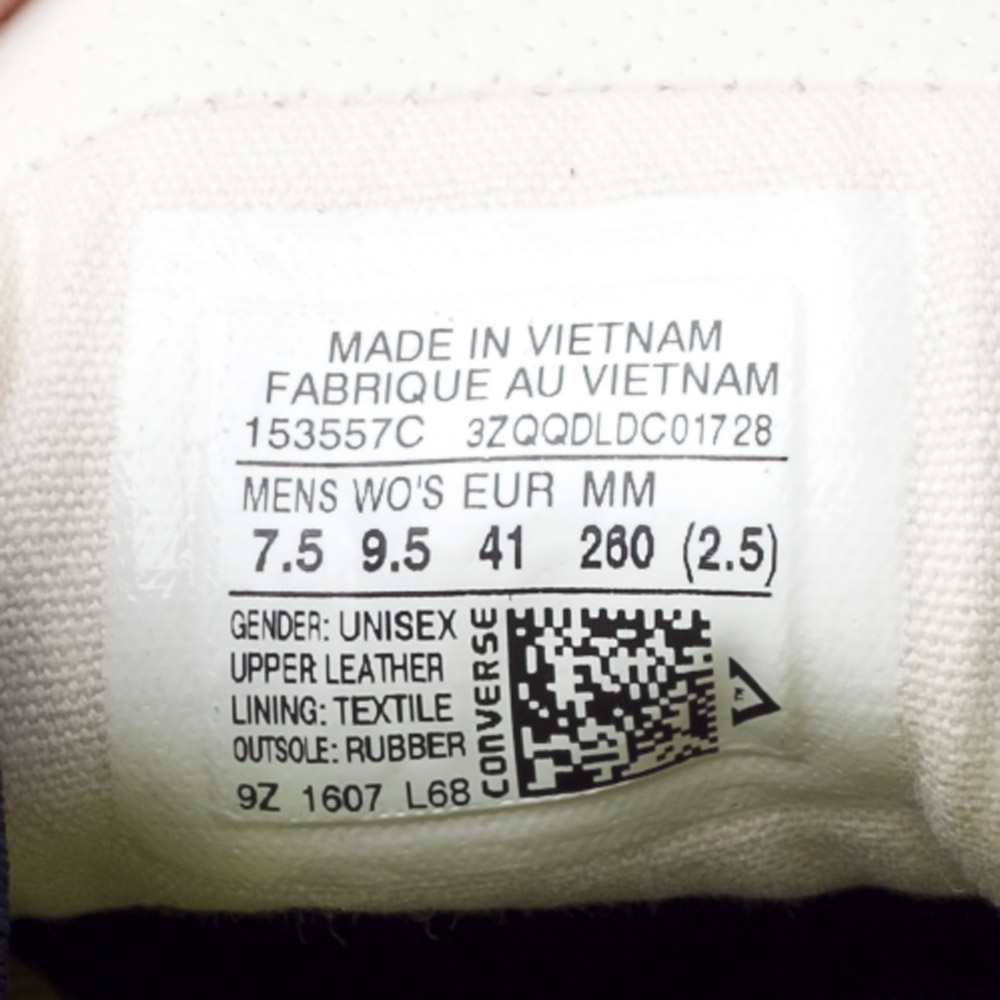 MADE IN VIETNAM
FABRIQUE AU VIETNAM
153557C 3ZQQDLDC01728
MENS WO'S EUR MM
7.5 9.5 41 260 (2.5)
GENDER: UNISEX
UPPER LEATHER
LINING: TEXTILE
OUTSOLE: RUBBER
9Z 1607 L68
CONVERSE
V™